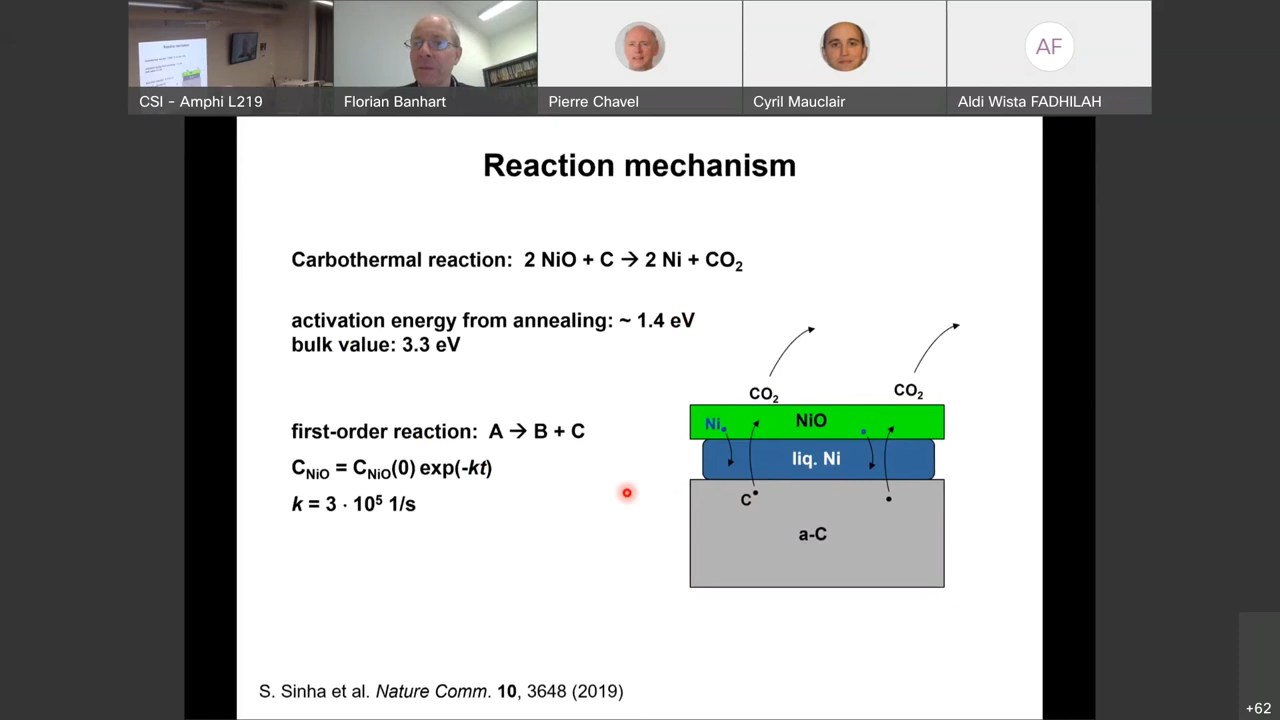 CSI - Amphi L219
Florian Banhart
Pierre Chavel
Cyril Mauclair
AF
Aldi Wista FADHILAH
Reaction mechanism
Carbothermal reaction: 2 NiO + C → 2 Ni + CO₂
activation energy from annealing: ~ 1.4 eV
bulk value: 3.3 eV
first-order reaction: A → B + C
C_NiO = C_NiO(0) exp(-kt)
k = 3 · 10⁵ 1/s
CO₂
CO₂
Ni
NiO
liq. Ni
C
a-C
S. Sinha et al. Nature Comm. 10, 3648 (2019)
+62